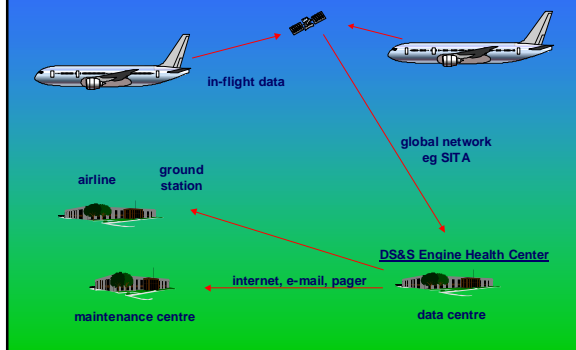 in-flight data
global network
eg SITA
ground
station
airline
DS&S Engine Health Center
internet, e-mail, pager
maintenance centre
data centre